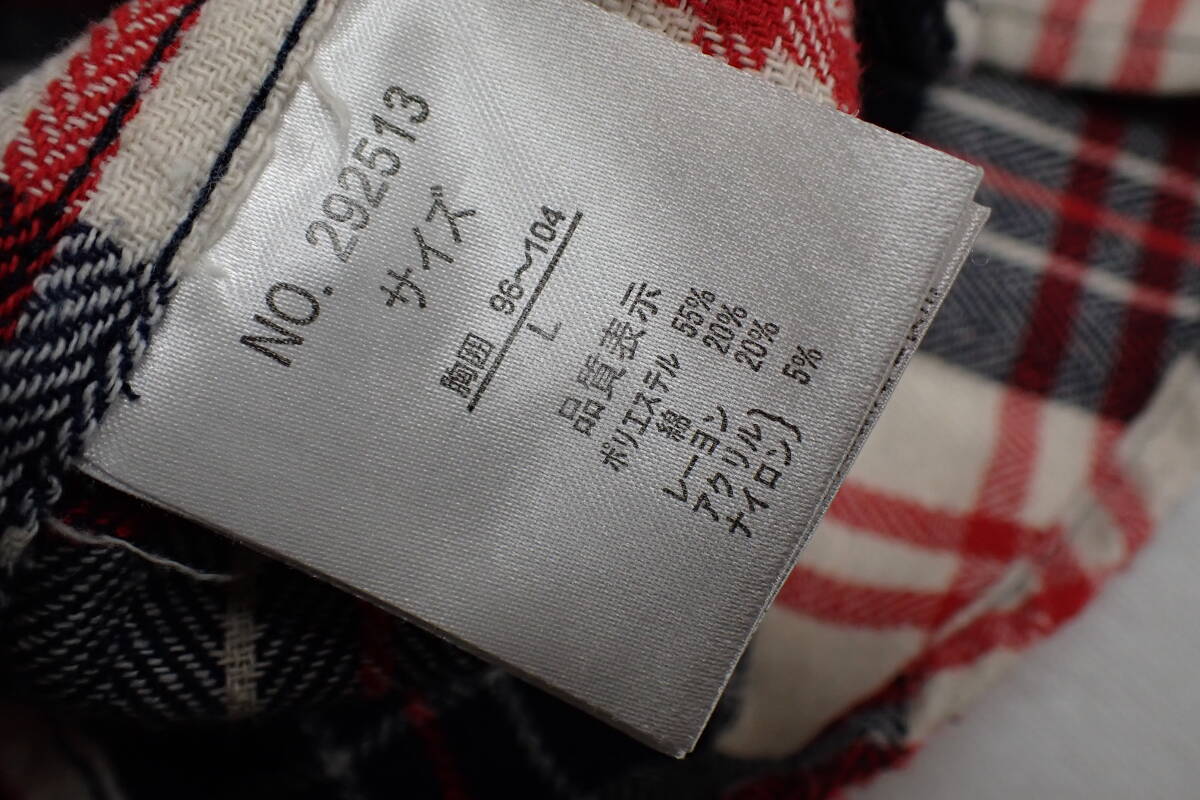 NO. 292513
サイズ
胸囲 96〜104
L
品質表示
ポリエステル 55%
綿 20%
レーヨン 20%
アクリル}
ナイロン} 5%